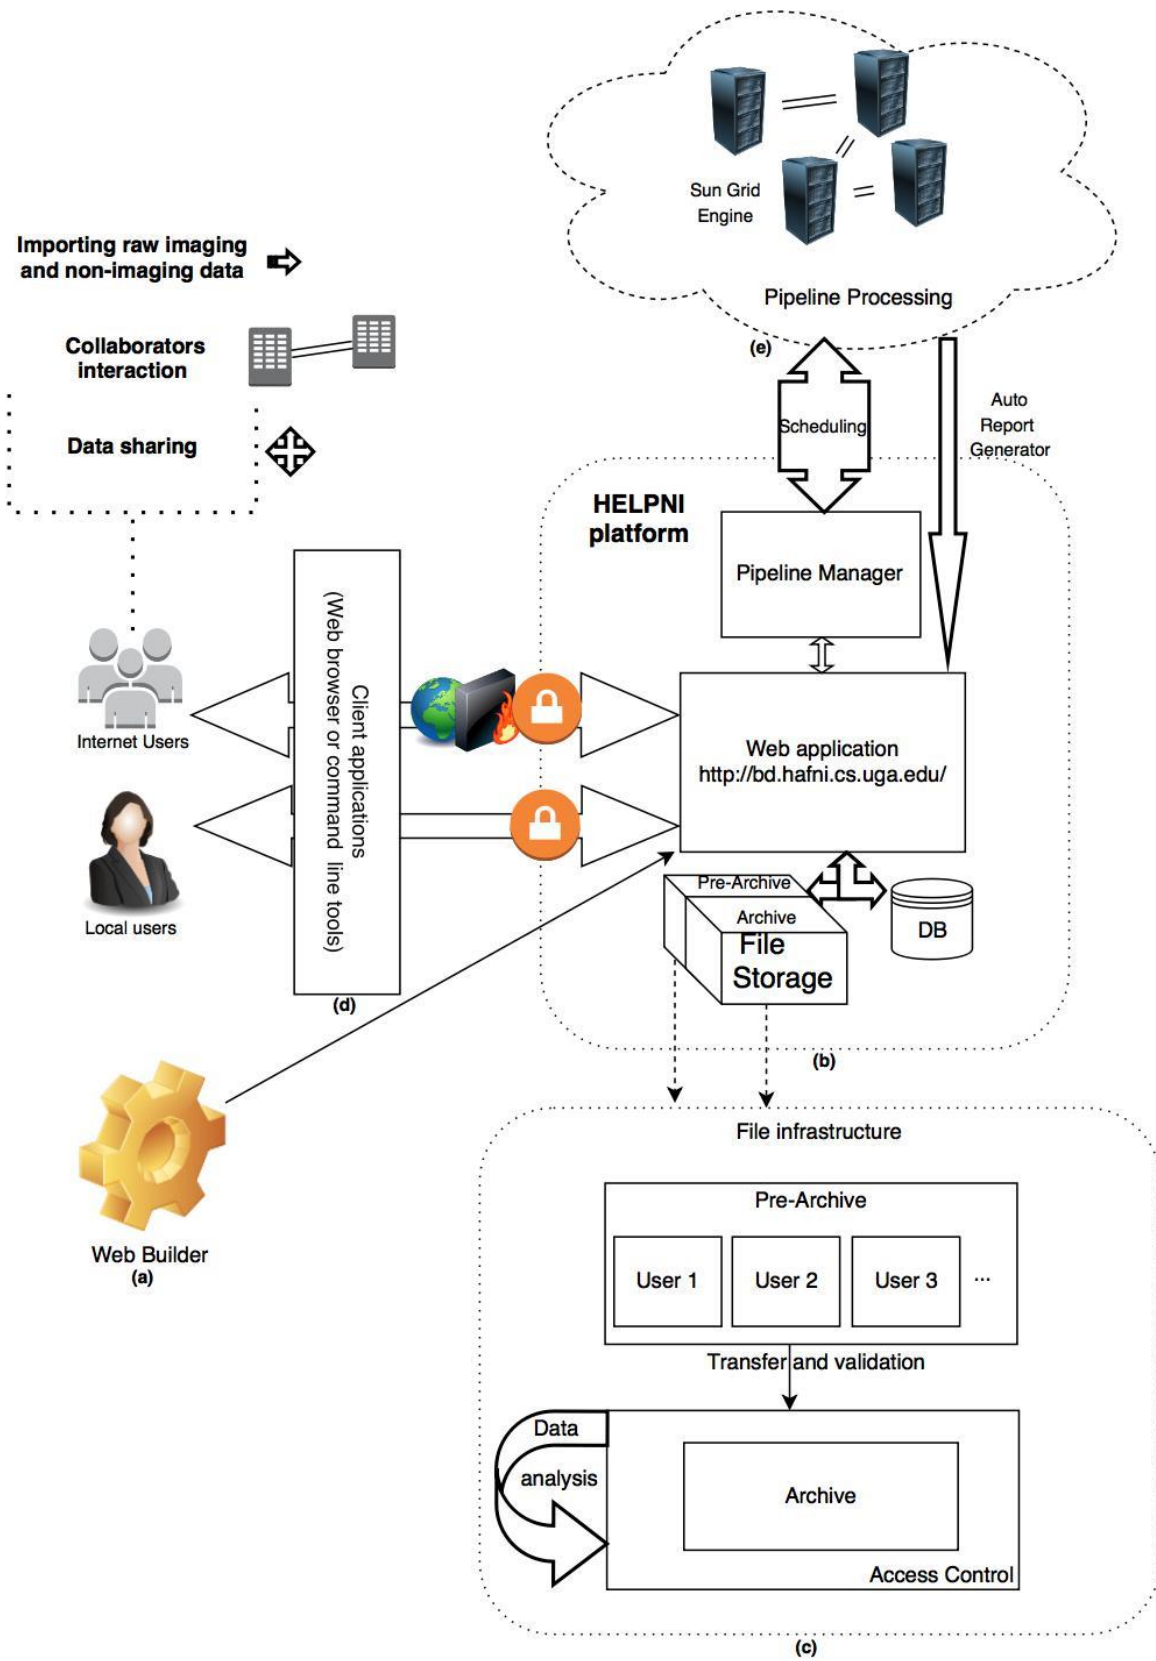 Sun Grid
Engine
Pipeline Processing
(e)
Importing raw imaging
and non-imaging data
Collaborators
interaction
Data sharing
Scheduling
Auto
Report
Generator
HELPNI
platform
Pipeline Manager
Client applications
(Web browser or command line tools)
(d)
Internet Users
Local users
Web application
http://bd.hafni.cs.uga.edu/
Pre-Archive
Archive
File
Storage
DB
(b)
Web Builder
(a)
File infrastructure
Pre-Archive
User 1
User 2
User 3
...
Transfer and validation
Data
analysis
Archive
Access Control
(c)